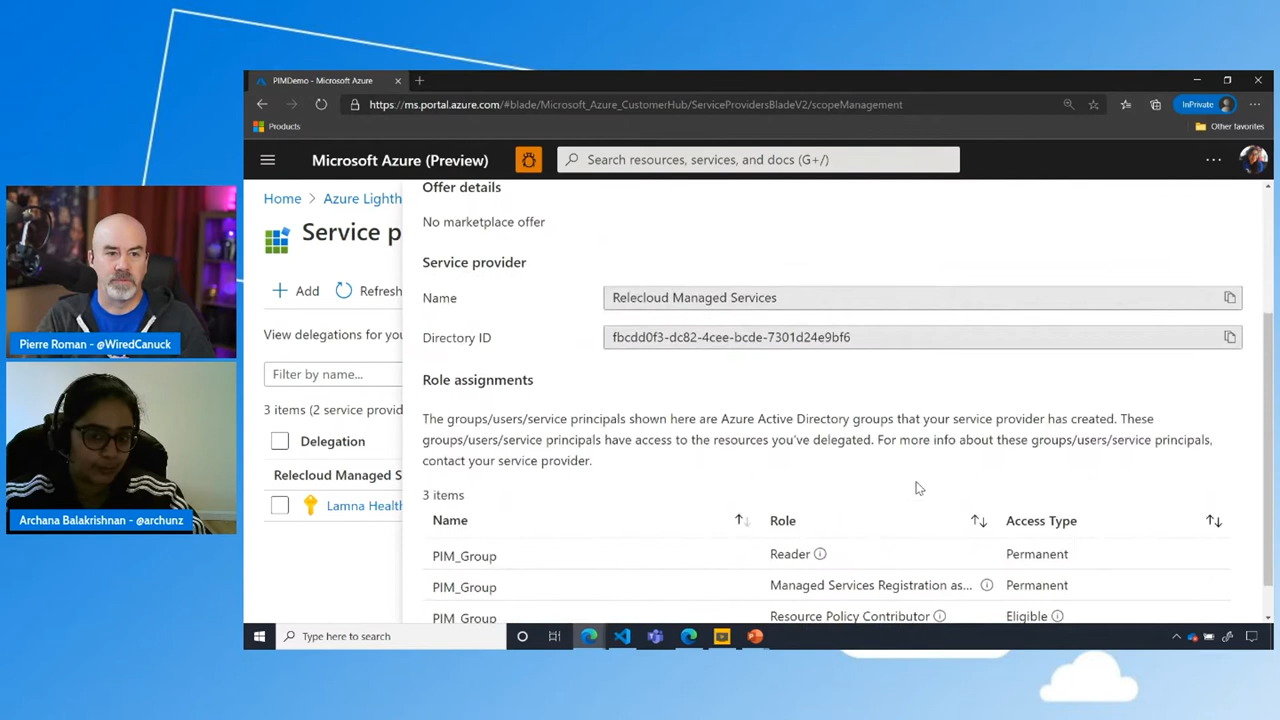 PIMDemo - Microsoft Azure
https://ms.portal.azure.com/#blade/Microsoft_Azure_CustomerHub/ServiceProvidersBladeV2/scopeManagement
InPrivate
Products
Other favorites
Microsoft Azure (Preview)
Search resources, services, and docs (G+/)
Home
Azure Lighth
Service p
Add
Refresh
View delegations for you
Filter by name...
3 items (2 service provid
Delegation
Relecloud Managed S
Lamna Health
Offer details
No marketplace offer
Service provider
Name
Relecloud Managed Services
Directory ID
fbcdd0f3-dc82-4cee-bcde-7301d24e9bf6
Role assignments
The groups/users/service principals shown here are Azure Active Directory groups that your service provider has created. These
groups/users/service principals have access to the resources you've delegated. For more info about these groups/users/service principals,
contact your service provider.
3 items
Name Role Access Type
PIM_Group Reader Permanent
PIM_Group Managed Services Registration as... Permanent
PIM_Group Resource Policy Contributor Eligible
Type here to search
Pierre Roman - @WiredCanuck
Archana Balakrishnan - @archunz